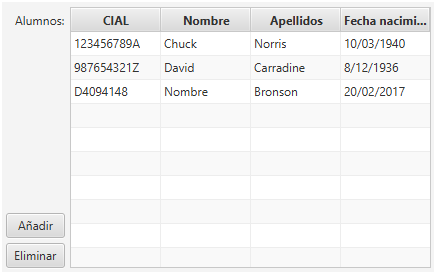 Alumnos:
CIAL Nombre Apellidos Fecha nacimi...
123456789A Chuck Norris 10/03/1940
987654321Z David Carradine 8/12/1936
D4094148 Nombre Bronson 20/02/2017
Añadir
Eliminar